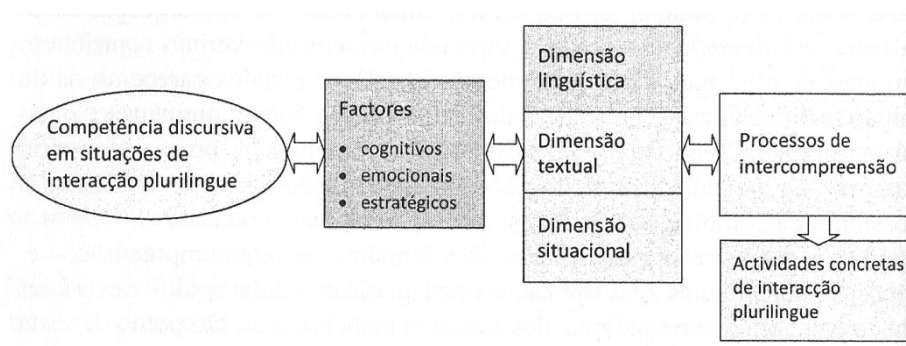 Competência discursiva
em situações de
interacção plurilingue
Factores
• cognitivos
• emocionais
• estratégicos
Dimensão
linguística
Dimensão
textual
Dimensão
situacional
Processos de
intercompreensão
Actividades concretas
de interacção
plurilingue